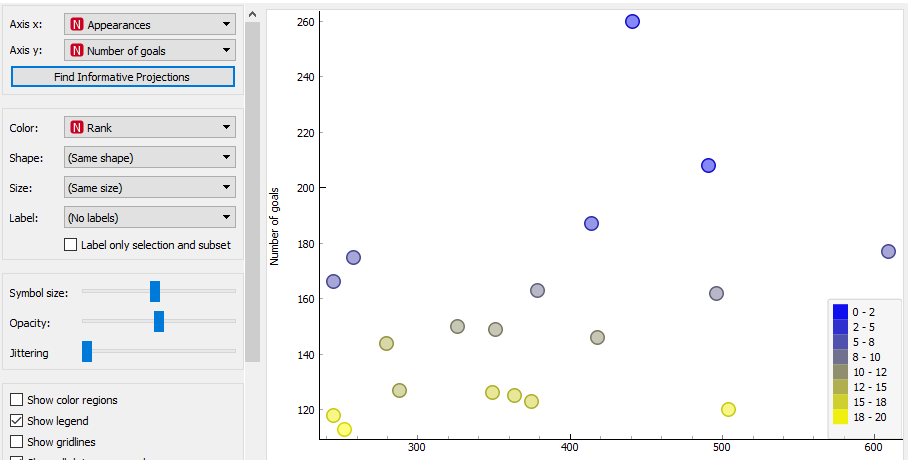 Axis x: N Appearances
Axis y: N Number of goals
Find Informative Projections
Color: N Rank
Shape: (Same shape)
Size: (Same size)
Label: (No labels)
Label only selection and subset
Symbol size:
Opacity:
Jittering
Show color regions
Show legend
Show gridlines
Number of goals
260
240
220
200
180
160
140
120
300 400 500 600
0 - 2
2 - 5
5 - 8
8 - 10
10 - 12
12 - 15
15 - 18
18 - 20